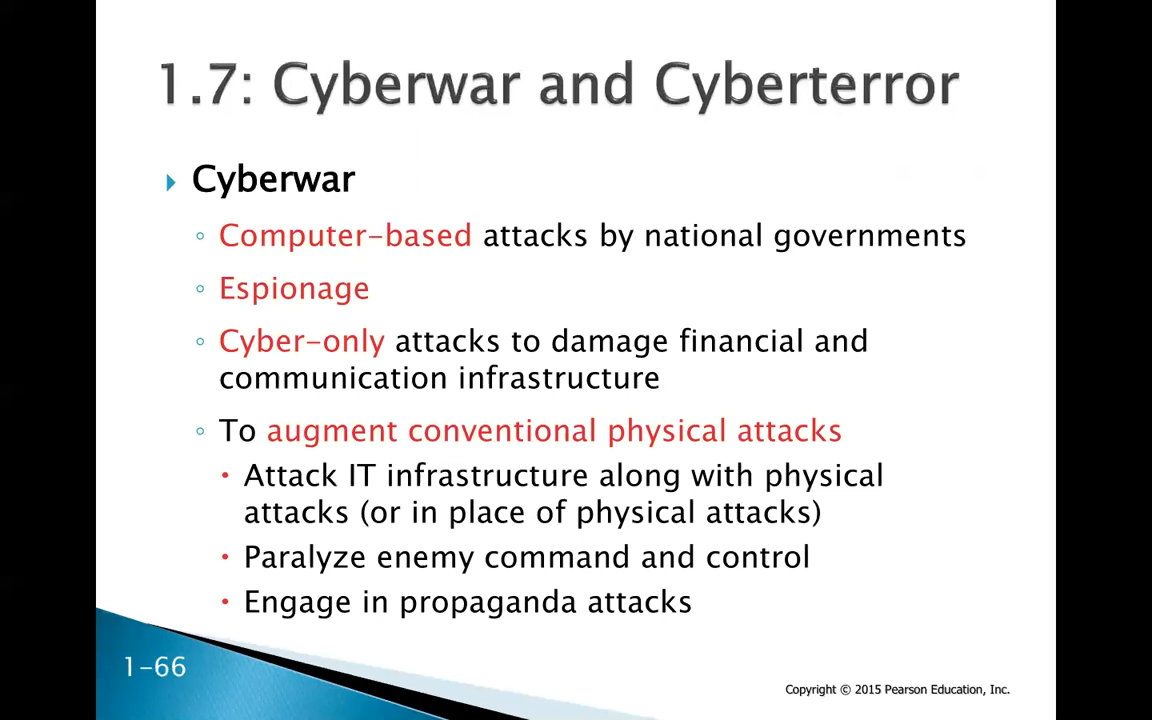 1.7: Cyberwar and Cyberterror
Cyberwar
Computer-based attacks by national governments
Espionage
Cyber-only attacks to damage financial and
communication infrastructure
To augment conventional physical attacks
Attack IT infrastructure along with physical
attacks (or in place of physical attacks)
Paralyze enemy command and control
Engage in propaganda attacks
1-66
Copyright © 2015 Pearson Education, Inc.